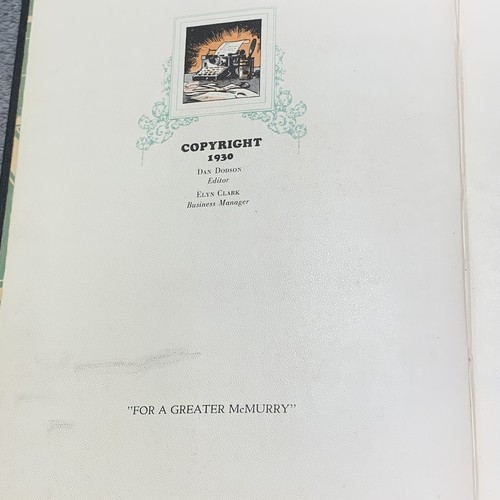 COPYRIGHT
1930
Dan Dodson
Editor
Elyn Clark
Business Manager
"FOR A GREATER McMURRY"